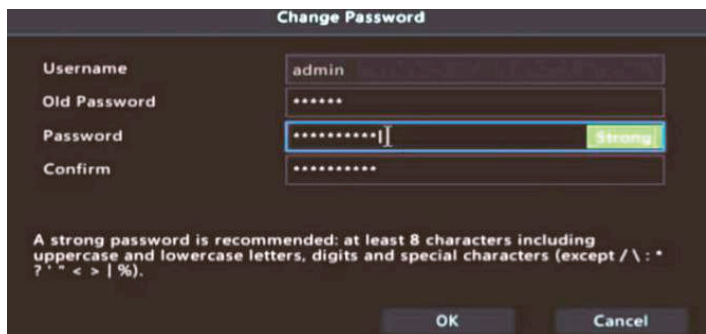 Change Password
Username admin
Old Password ••••••
Password •••••••••• Strong
Confirm ••••••••••
A strong password is recommended: at least 8 characters including
uppercase and lowercase letters, digits and special characters (except / \ : *
? ' " < > | %).
OK Cancel